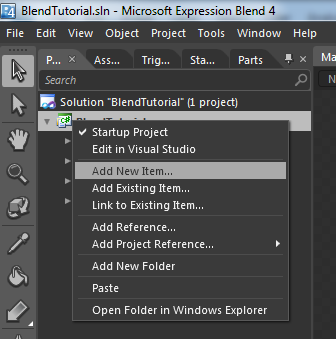 BlendTutorial.sln - Microsoft Expression Blend 4
File Edit View Object Project Tools Window
P... × Ass... Trig... Sta... Parts
Search
Solution "BlendTutorial" (1 project)
Startup Project
Edit in Visual Studio
Add New Item...
Add Existing Item...
Link to Existing Item...
Add Reference...
Add Project Reference...
Add New Folder
Paste
Open Folder in Windows Explorer